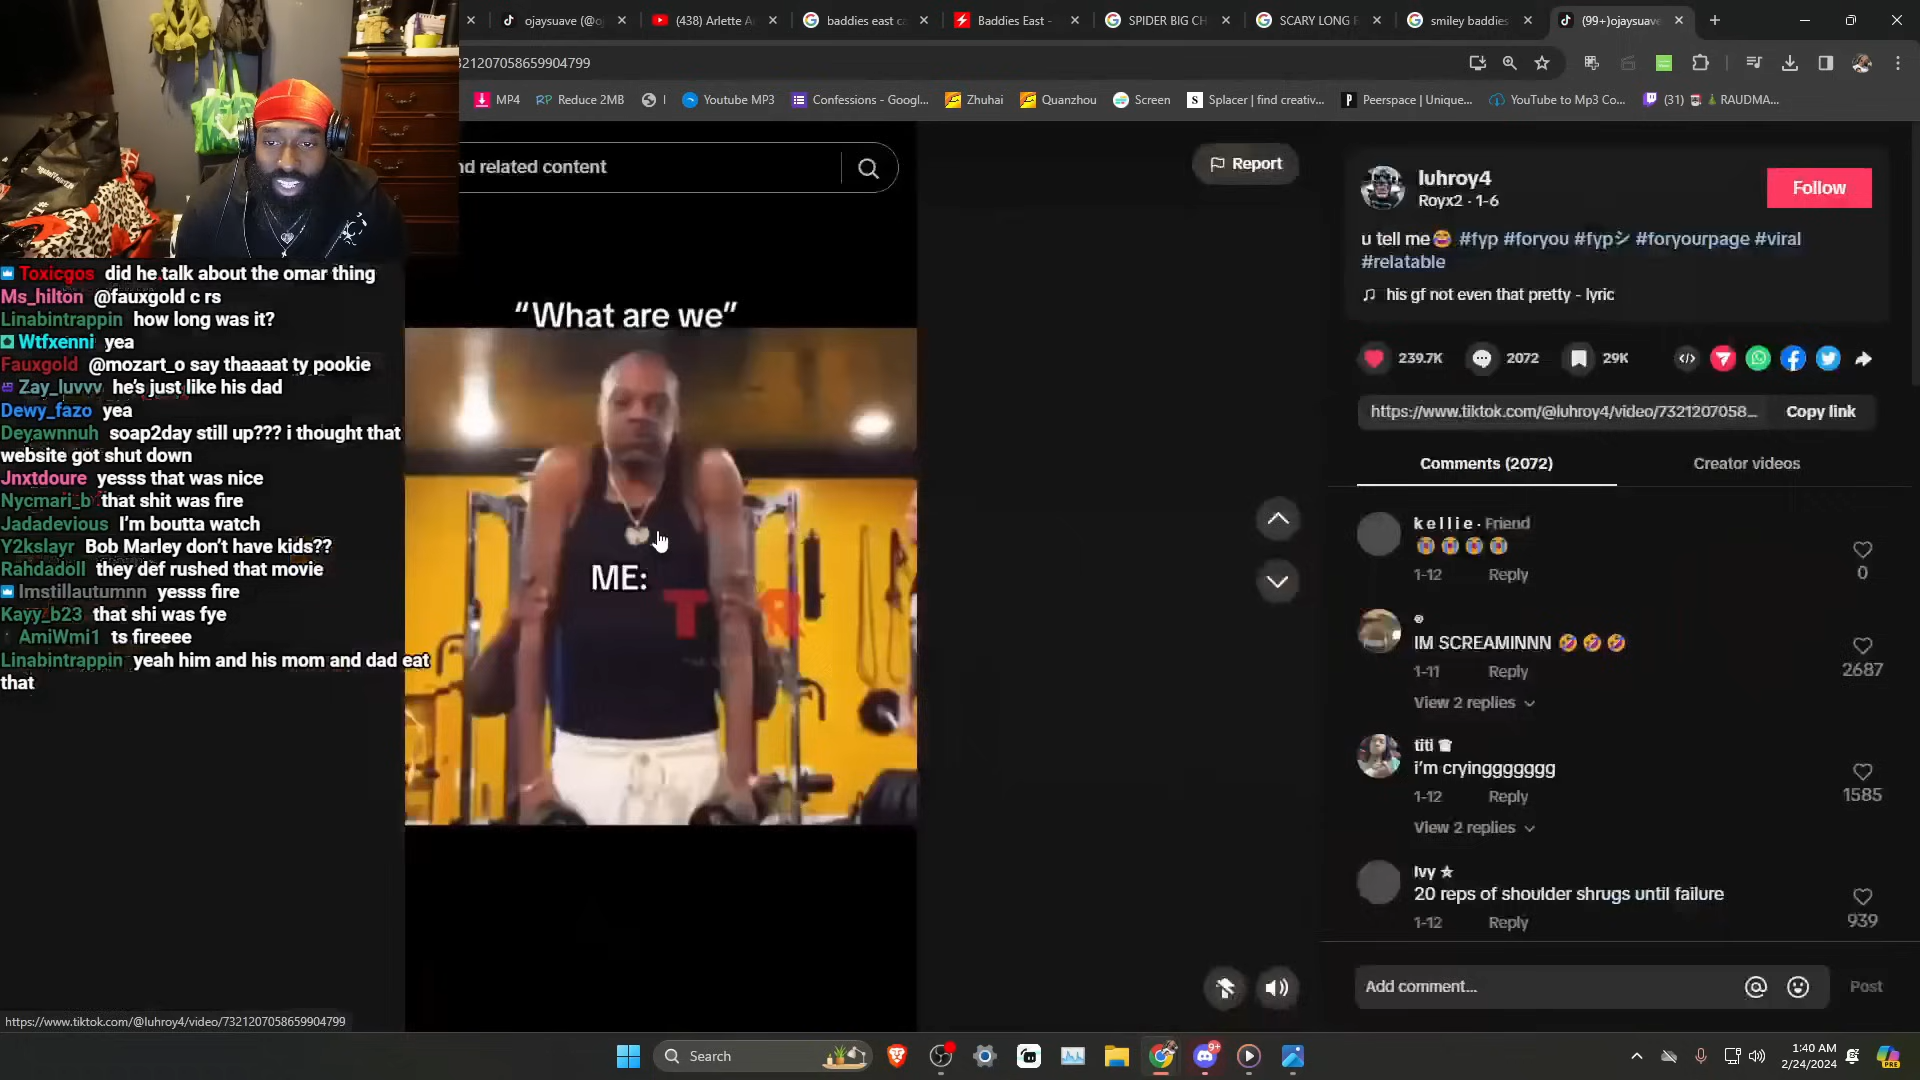 ojaysuave (@o
(438) Arlette A
baddies east ca
Baddies East -
SPIDER BIG CH
SCARY LONG
smiley baddies
(99+)ojaysuave
321207058659904799
MP4
Reduce 2MB
Youtube MP3
Confessions - Googl...
Zhuhai
Quanzhou
Screen
Splacer | find creativ...
Peerspace | Unique...
YouTube to Mp3 Co...
(31) RAUDMA...
nd related content
Report
“What are we”
ME:
luhroy4
Royx2 · 1-6
Follow
u tell me😂 #fyp #foryou #fypシ #foryourpage #viral
#relatable
his gf not even that pretty - lyric
239.7K
2072
29K
https://www.tiktok.com/@luhroy4/video/7321207058...
Copy link
Comments (2072)
Creator videos
k e l l i e · Friend
😭 😭 😭 😭
1-12
Reply
0
IM SCREAMINNN 🤣 🤣 🤣
1-11
Reply
2687
View 2 replies
titi
i’m cryinggggggg
1-12
Reply
1585
View 2 replies
Ivy ☆
20 reps of shoulder shrugs until failure
1-12
Reply
939
Add comment...
Post
Toxicgos did he talk about the omar thing
Ms_hilton @fauxgold c rs
Linabintrappin how long was it?
Wtfxenni yea
Fauxgold @mozart_o say thaaaat ty pookie
Zay_luvvv he’s just like his dad
Dewy_fazo yea
Deyawnnuh soap2day still up??? i thought that
website got shut down
Jnxtdoure yesss that was nice
Nycmari_b that shit was fire
Jadadevious I’m boutta watch
Y2kslayr Bob Marley don’t have kids??
Rahdadoll they def rushed that movie
Imstillautumnn yesss fire
Kayy_b23 that shi was fye
AmiWmi1 ts fireeee
Linabintrappin yeah him and his mom and dad eat
that
https://www.tiktok.com/@luhroy4/video/7321207058659904799
Search
9+
1:40 AM
2/24/2024
PRE